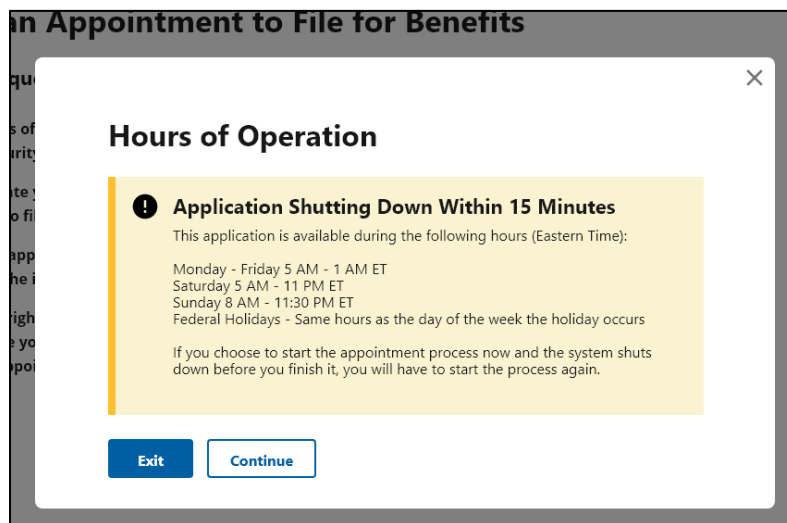 an Appointment to File for Benefits
Hours of Operation
Application Shutting Down Within 15 Minutes
This application is available during the following hours (Eastern Time):
Monday - Friday 5 AM - 1 AM ET
Saturday 5 AM - 11 PM ET
Sunday 8 AM - 11:30 PM ET
Federal Holidays - Same hours as the day of the week the holiday occurs
If you choose to start the appointment process now and the system shuts
down before you finish it, you will have to start the process again.
Exit
Continue